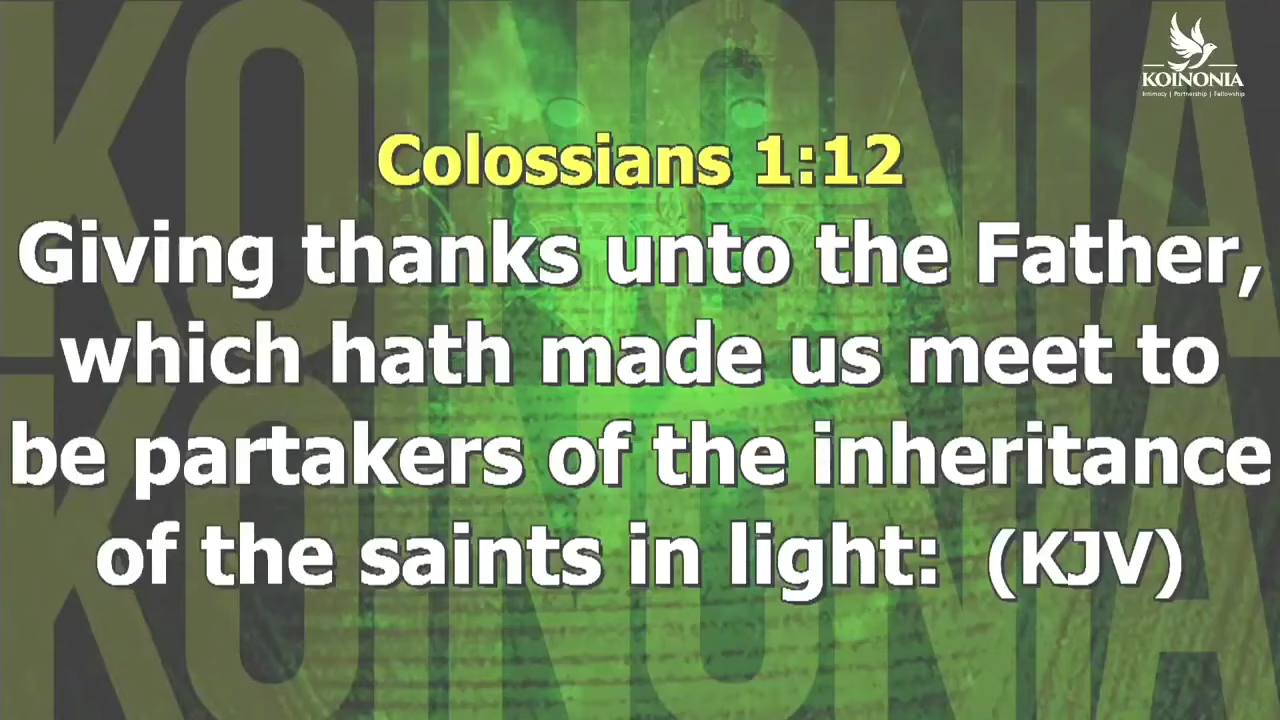 KOINONIA
Intimacy | Partnership | Fellowship
Colossians 1:12
Giving thanks unto the Father,
which hath made us meet to
be partakers of the inheritance
of the saints in light: (KJV)
KOINONIA
KOINONIA